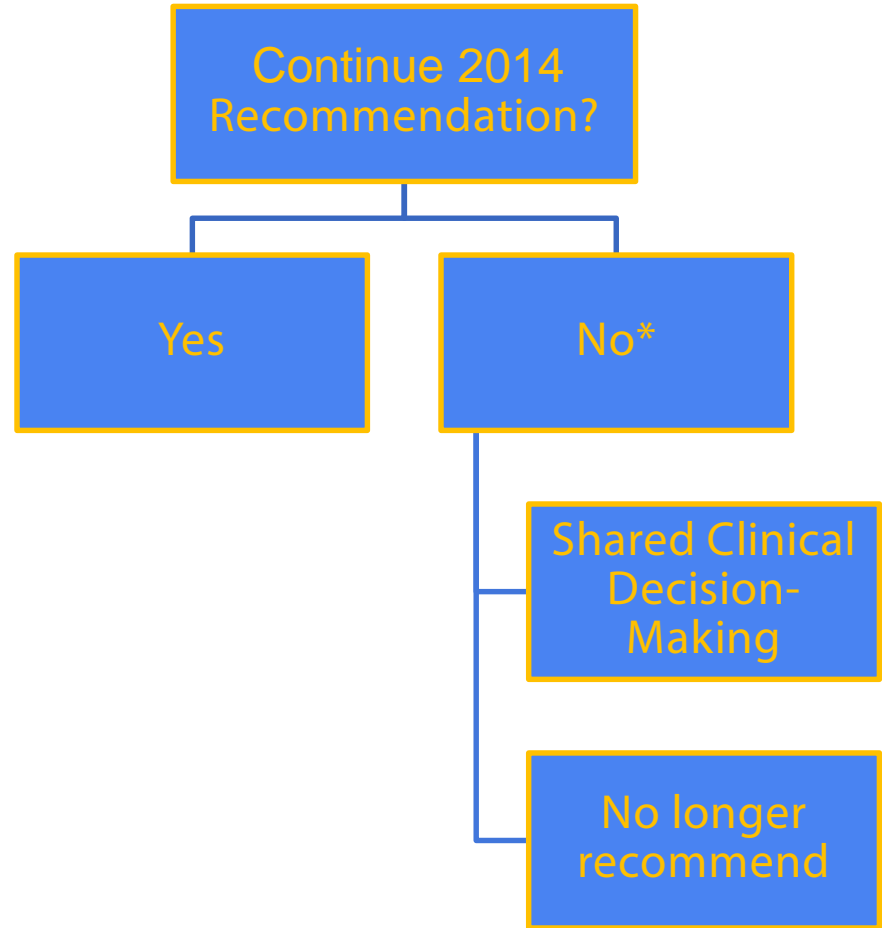 Continue 2014
Recommendation?
Yes
No*
Shared Clinical
Decision-
Making
No longer
recommend